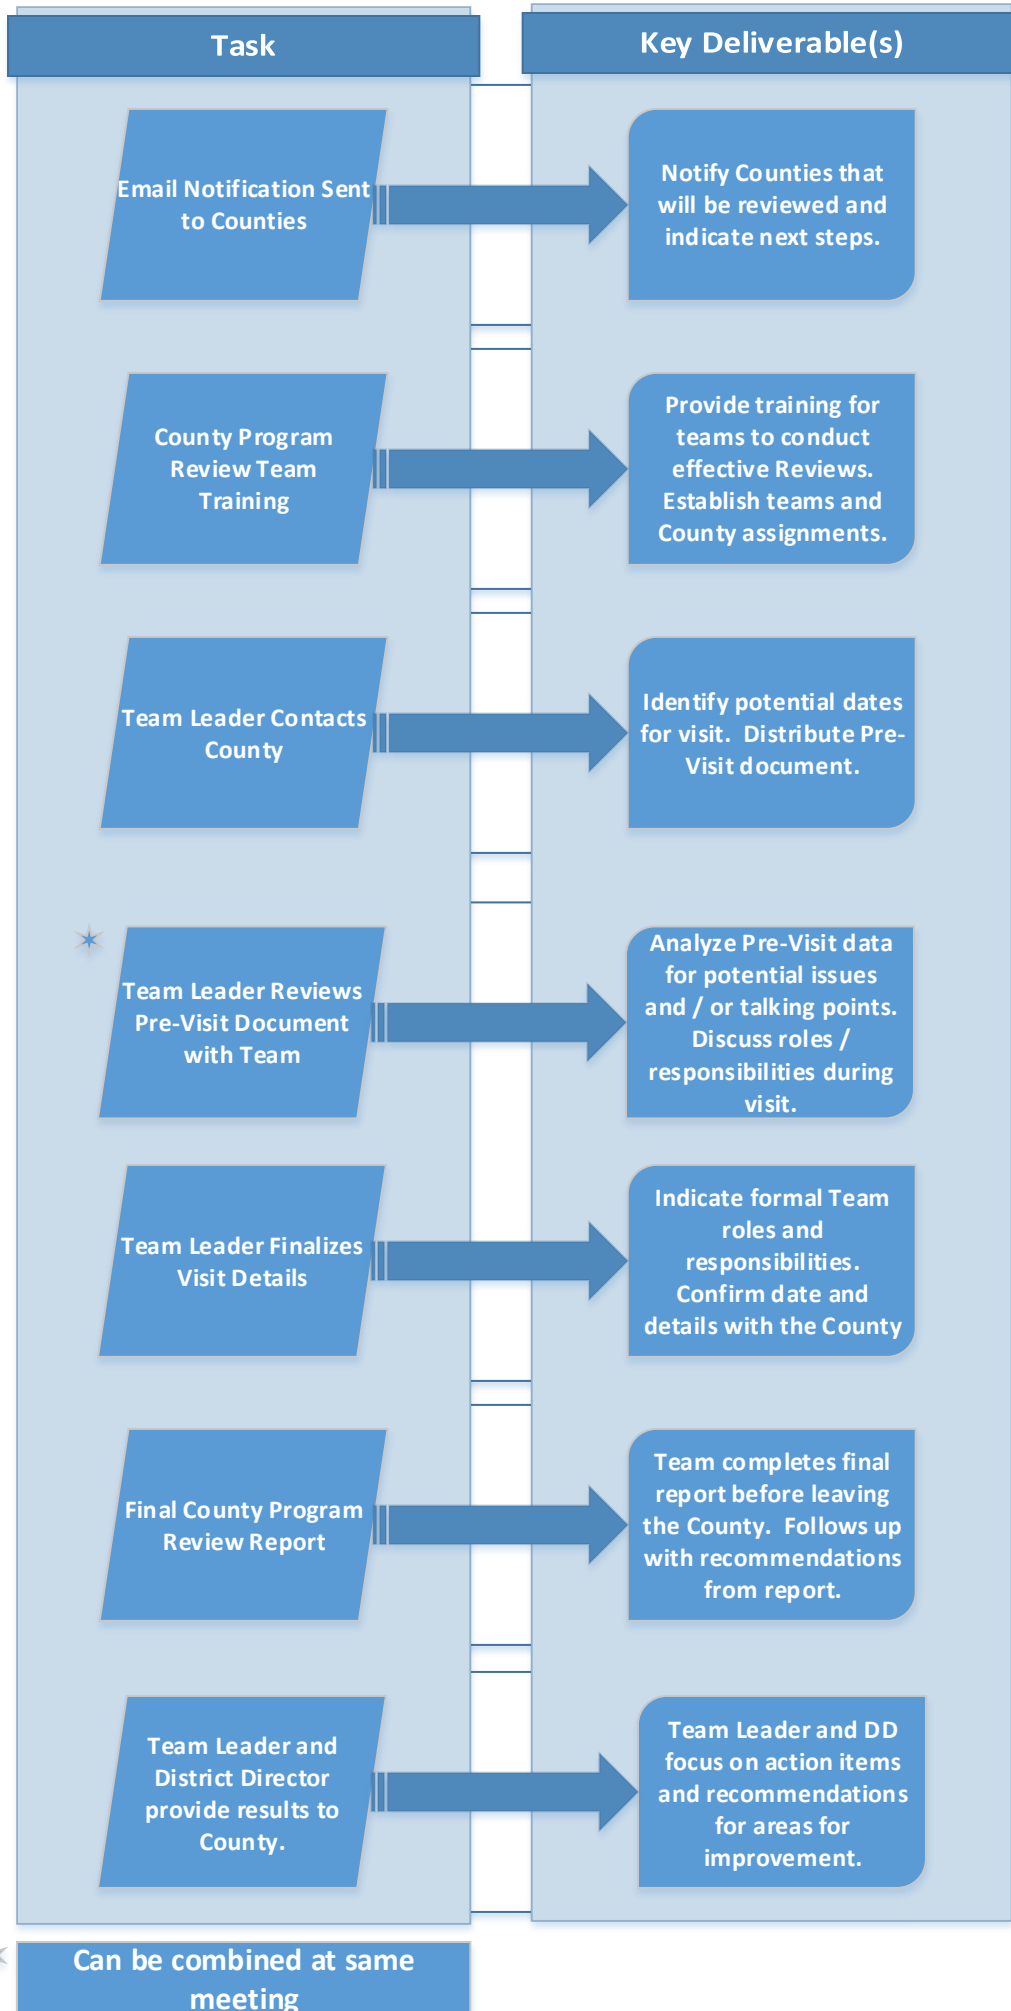 Task
Key Deliverable(s)
Email Notification Sent
to Counties
Notify Counties that
will be reviewed and
indicate next steps.
County Program
Review Team
Training
Provide training for
teams to conduct
effective Reviews.
Establish teams and
County assignments.
Team Leader Contacts
County
Identify potential dates
for visit.  Distribute Pre-
Visit document.
Team Leader Reviews
Pre-Visit Document
with Team
Analyze Pre-Visit data
for potential issues
and / or talking points.
Discuss roles /
responsibilities during
visit.
Team Leader Finalizes
Visit Details
Indicate formal Team
roles and
responsibilities.
Confirm date and
details with the County
Final County Program
Review Report
Team completes final
report before leaving
the County.  Follows up
with recommendations
from report.
Team Leader and
District Director
provide results to
County.
Team Leader and DD
focus on action items
and recommendations
for areas for
improvement.
Can be combined at same
meeting